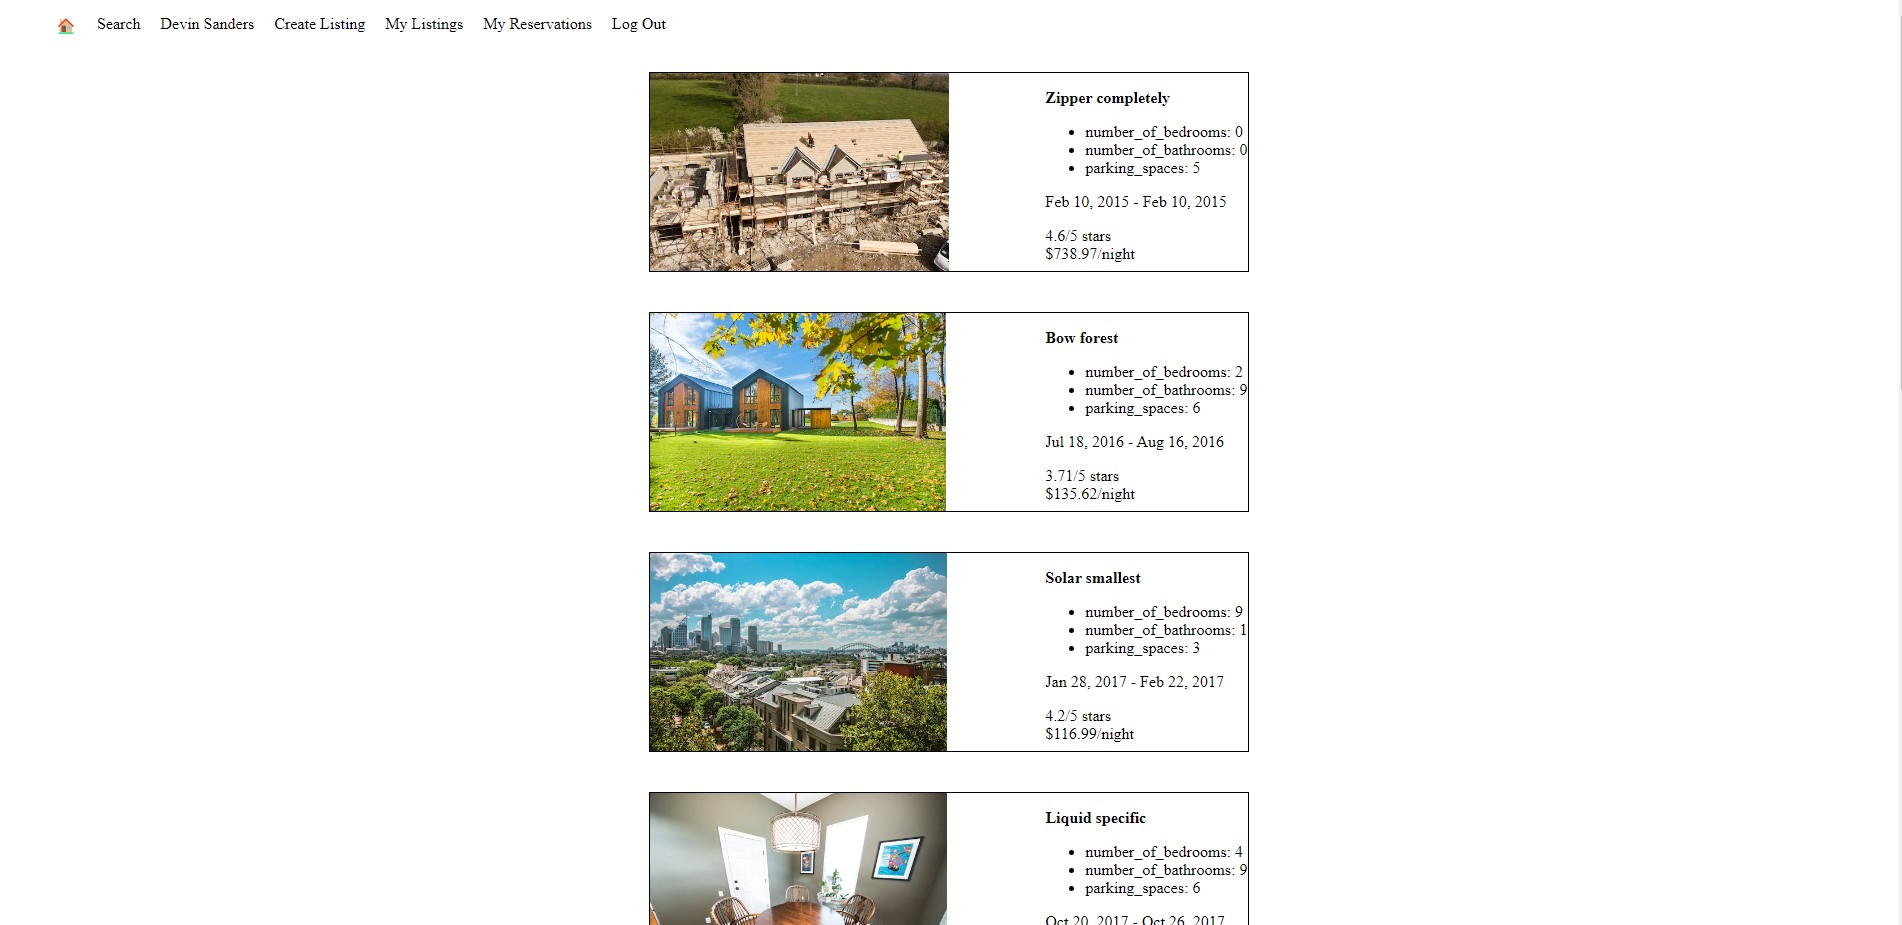 Search Devin Sanders Create Listing My Listings My Reservations Log Out
Zipper completely
number_of_bedrooms: 0
number_of_bathrooms: 0
parking_spaces: 5
Feb 10, 2015 - Feb 10, 2015
4.6/5 stars
$738.97/night
Bow forest
number_of_bedrooms: 2
number_of_bathrooms: 9
parking_spaces: 6
Jul 18, 2016 - Aug 16, 2016
3.71/5 stars
$135.62/night
Solar smallest
number_of_bedrooms: 9
number_of_bathrooms: 1
parking_spaces: 3
Jan 28, 2017 - Feb 22, 2017
4.2/5 stars
$116.99/night
Liquid specific
number_of_bedrooms: 4
number_of_bathrooms: 9
parking_spaces: 6
Oct 20, 2017 - Oct 26, 2017